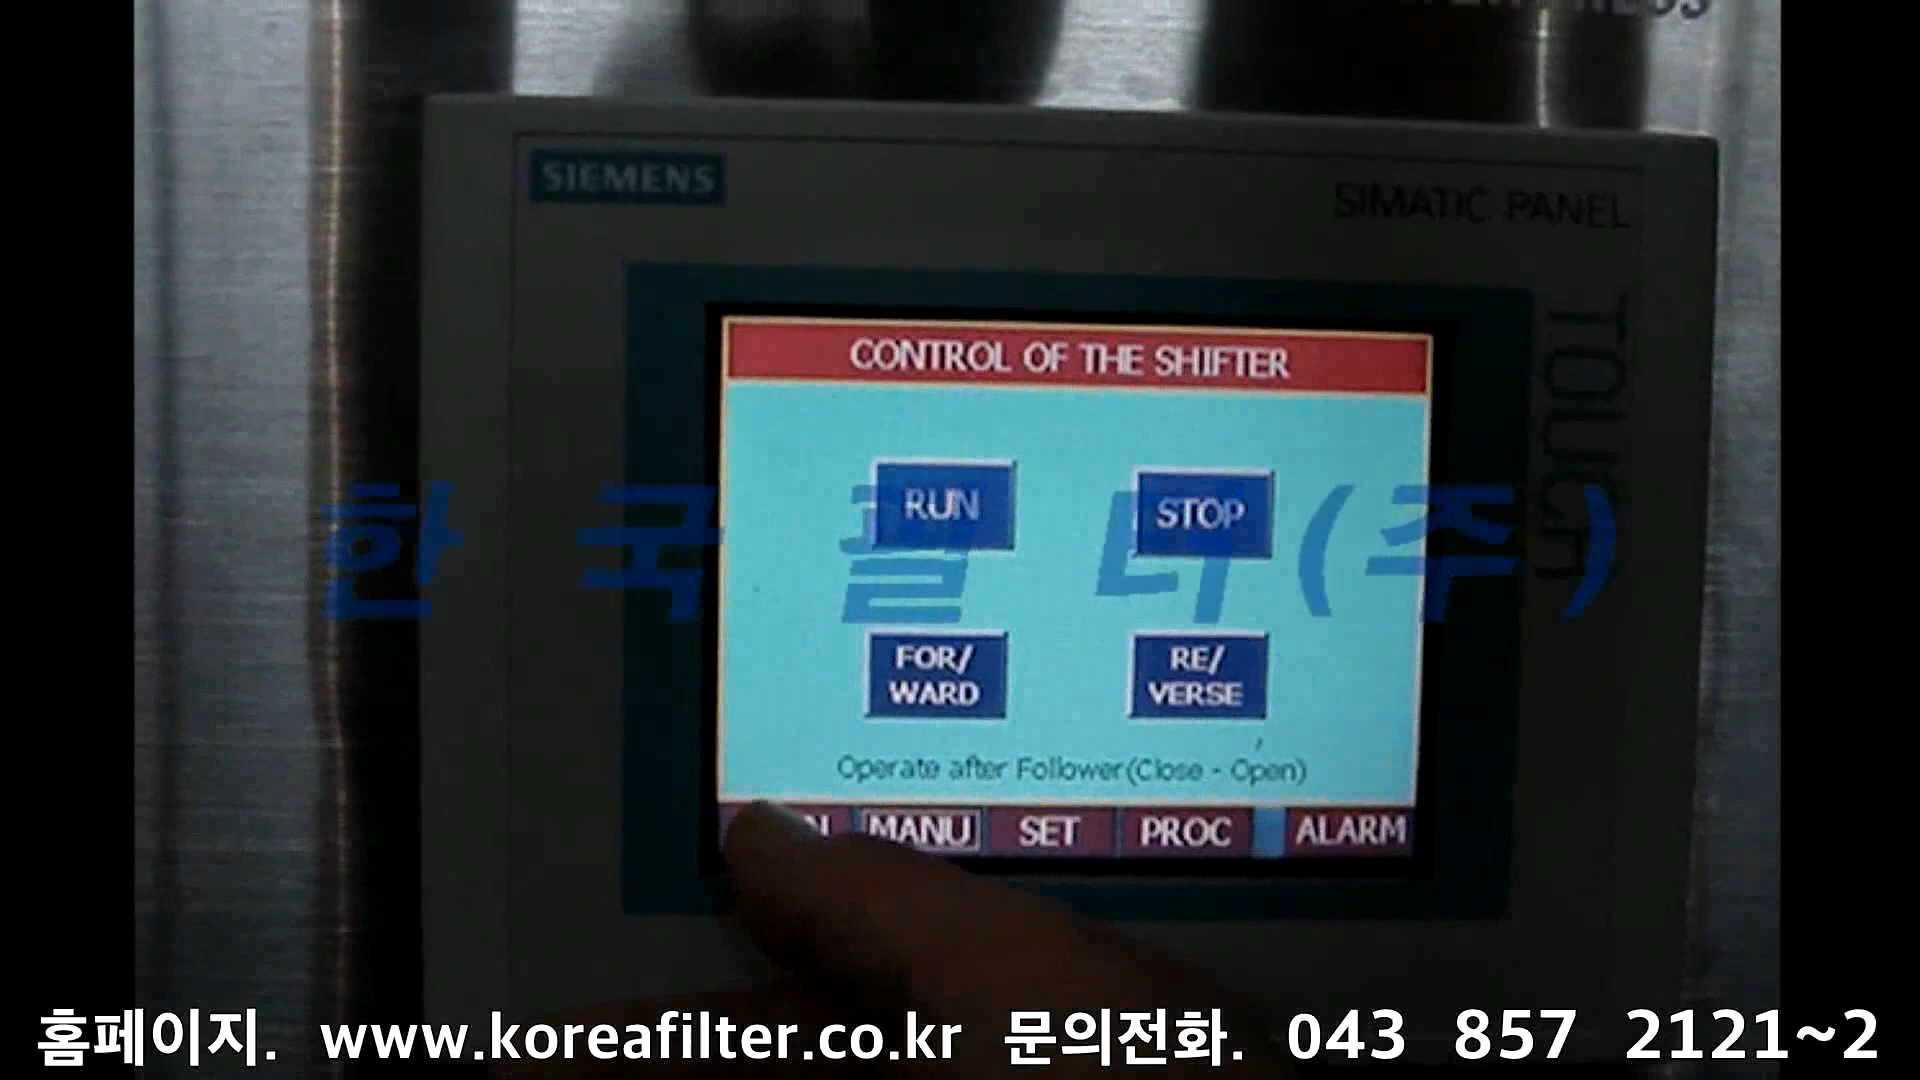 SIEMENS
SIMATIC PANEL
TOUCH
CONTROL OF THE SHIFTER
RUN
STOP
한 국 필 터 (주)
FOR/
WARD
RE/
VERSE
Operate after Follower(Close - Open)
MANU
SET
PROC
ALARM
홈페이지. www.koreafilter.co.kr 문의전화. 043 857 2121~2